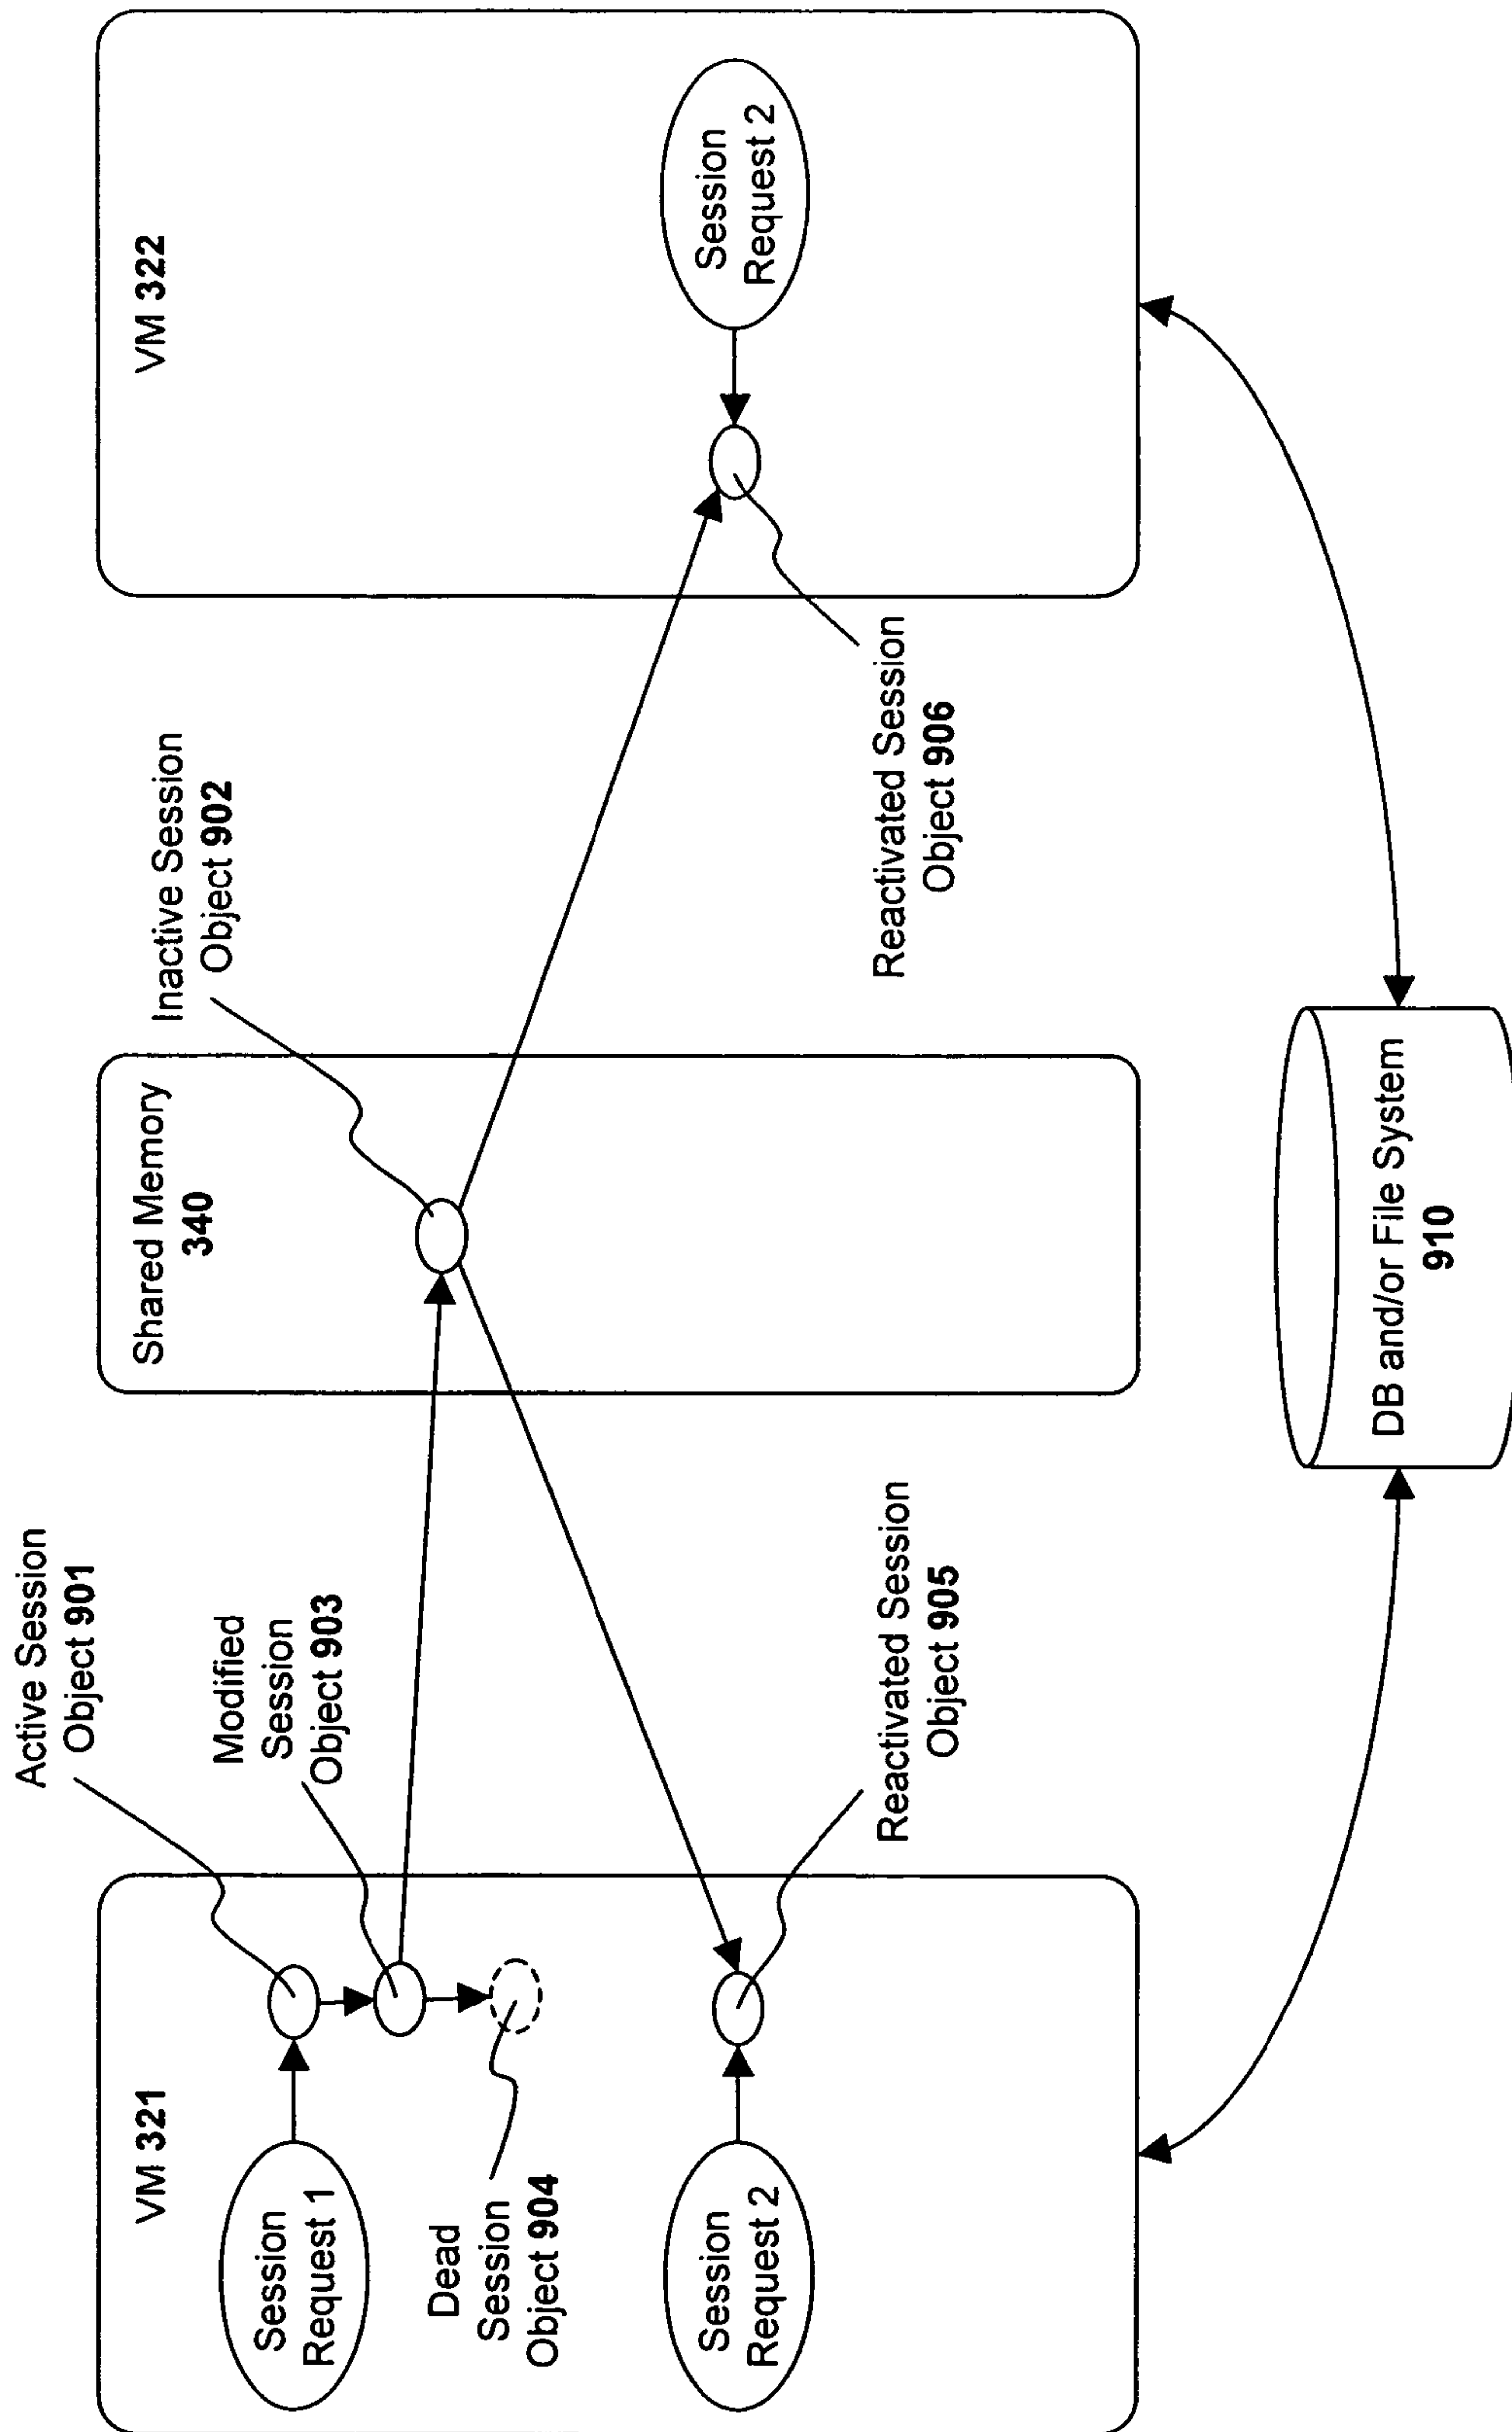 Active Session
Object 901
Modified
Session
Object 903
Inactive Session
Object 902
VM 321
Shared Memory
340
VM 322
Session
Request 1
Dead
Session
Object 904
Session
Request 2
Session
Request 2
Reactivated Session
Object 905
Reactivated Session
Object 906
DB and/or File System
910